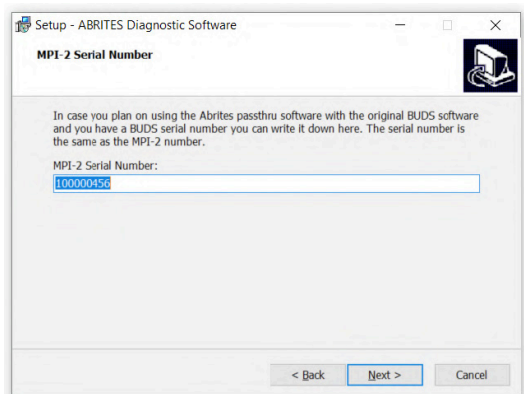 Setup - ABRITES Diagnostic Software
MPI-2 Serial Number
In case you plan on using the Abrites passthru software with the original BUDS software
and you have a BUDS serial number you can write it down here. The serial number is
the same as the MPI-2 number.
MPI-2 Serial Number:
100000456
< Back
Next >
Cancel